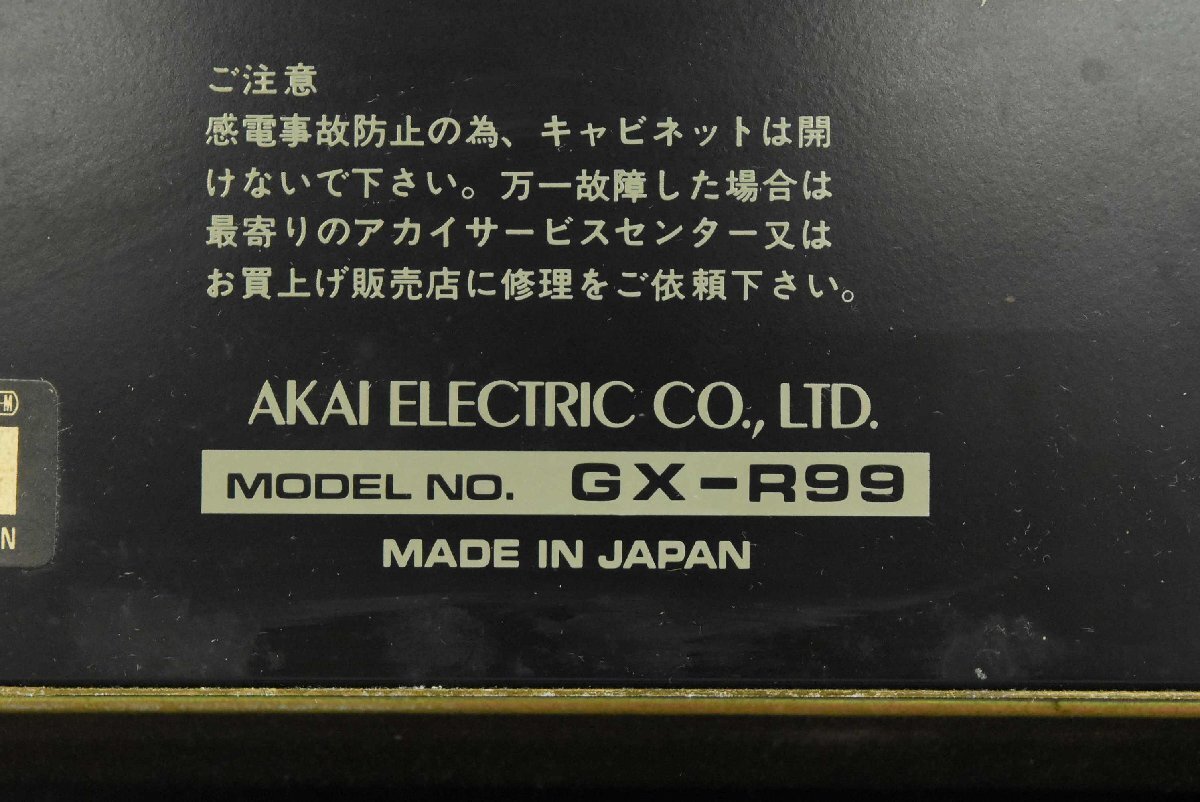 ご注意
感電事故防止の為、キャビネットは開
けないで下さい。万一故障した場合は
最寄りのアカイサービスセンター又は
お買上げ販売店に修理をご依頼下さい。
AKAI ELECTRIC CO., LTD.
MODEL NO. GX-R99
MADE IN JAPAN